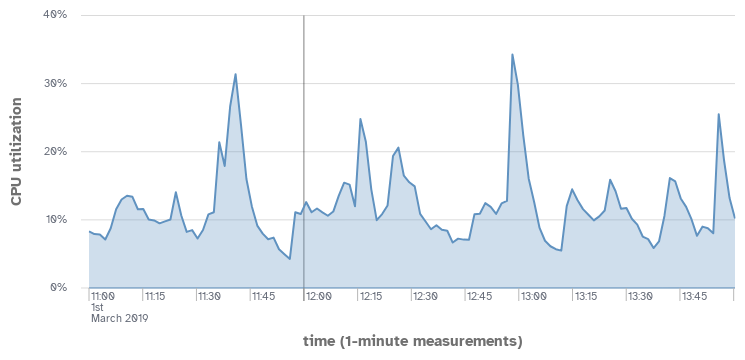 40%
30%
20%
10%
0%
CPU utilization
11:00 11:15 11:30 11:45 12:00 12:15 12:30 12:45 13:00 13:15 13:30 13:45
1st
March 2019
time (1-minute measurements)